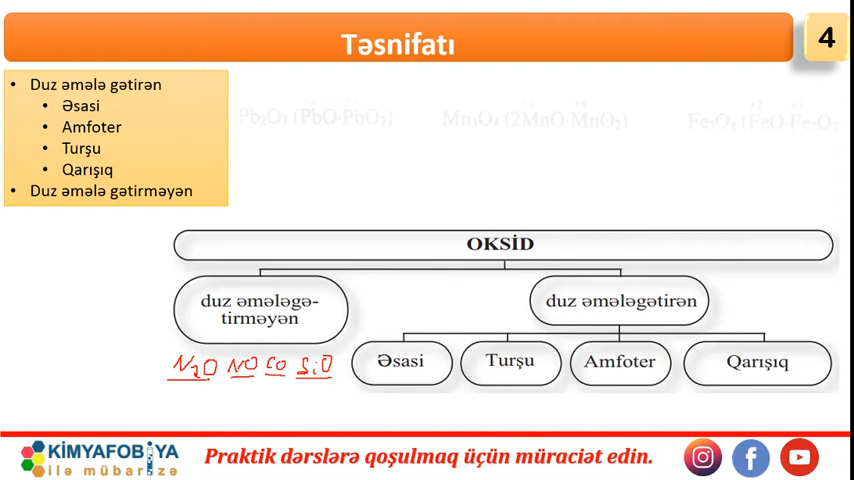 Təsnifatı
4
• Duz əmələ gətirən
• Əsasi
• Amfoter
• Turşu
• Qarışıq
• Duz əmələ gətirməyən
Pb₂O₃ (PbO·PbO₂)
Mn₃O₄ (2MnO·MnO₂)
Fe₃O₄ (FeO·Fe₂O₃
OKSİD
duz əmələgə-
tirməyən
duz əmələgətirən
N₂O NO CO SiO
Əsasi
Turşu
Amfoter
Qarışıq
KİMYAFOBİYA
ilə mübarizə
Praktik dərslərə qoşulmaq üçün müraciət edin.